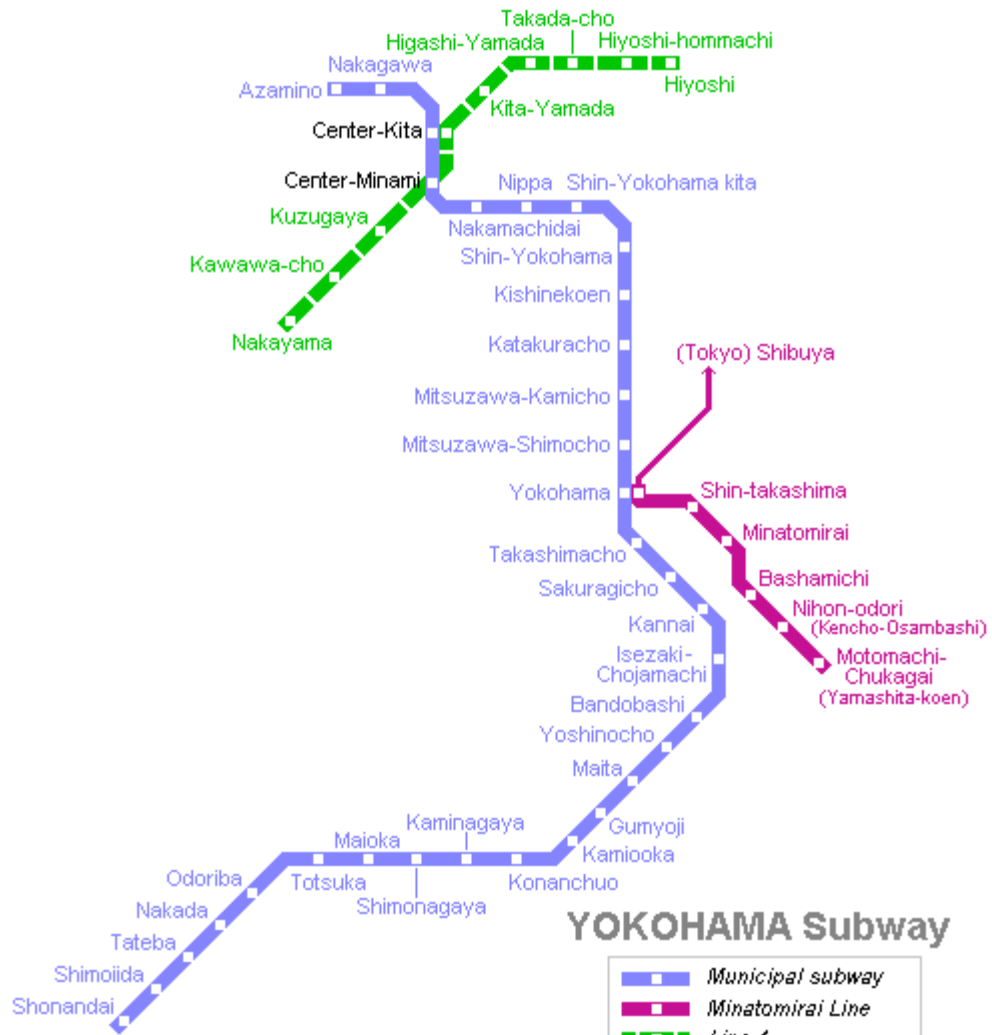 Takada-cho
Higashi-Yamada
Hiyoshi-hommachi
Nakagawa
Azamino
Hiyoshi
Kita-Yamada
Center-Kita
Center-Minami
Nippa
Shin-Yokohama kita
Kuzugaya
Nakamachidai
Shin-Yokohama
Kawawa-cho
Kishinekoen
Nakayama
Katakuracho
(Tokyo) Shibuya
Mitsuzawa-Kamicho
Mitsuzawa-Shimocho
Yokohama
Shin-takashima
Minatomirai
Takashimacho
Bashamichi
Sakuragicho
Nihon-odori
(Kencho-Osambashi)
Kannai
Isezaki-
Chojamachi
Motomachi-
Chukagai
(Yamashita-koen)
Bandobashi
Yoshinocho
Maita
Kaminagaya
Gumyoji
Maioka
Kamiooka
Odoriba
Totsuka
Konanchuo
Shimonagaya
Nakada
YOKOHAMA Subway
Tateba
Shimoiida
Municipal subway
Shonandai
Minatomirai Line